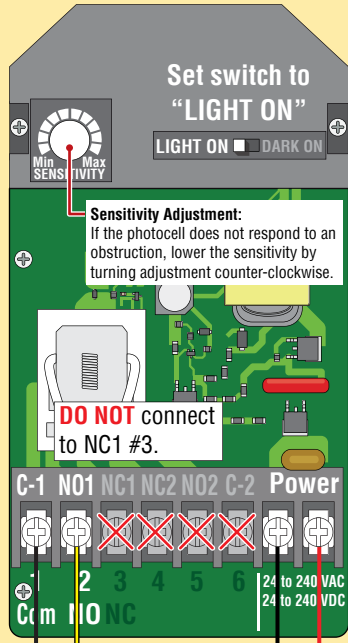 Set switch to
“LIGHT ON”
LIGHT ON DARK ON
Min Max
SENSITIVITY
Sensitivity Adjustment:
If the photocell does not respond to an
obstruction, lower the sensitivity by
turning adjustment counter-clockwise.
DO NOT connect
to NC1 #3.
C-1 NO1 NC1 NC2 NO2 C-2 Power
1 2 3 4 5 6
24 to 240 VAC
24 to 240 VDC
Com NO NC